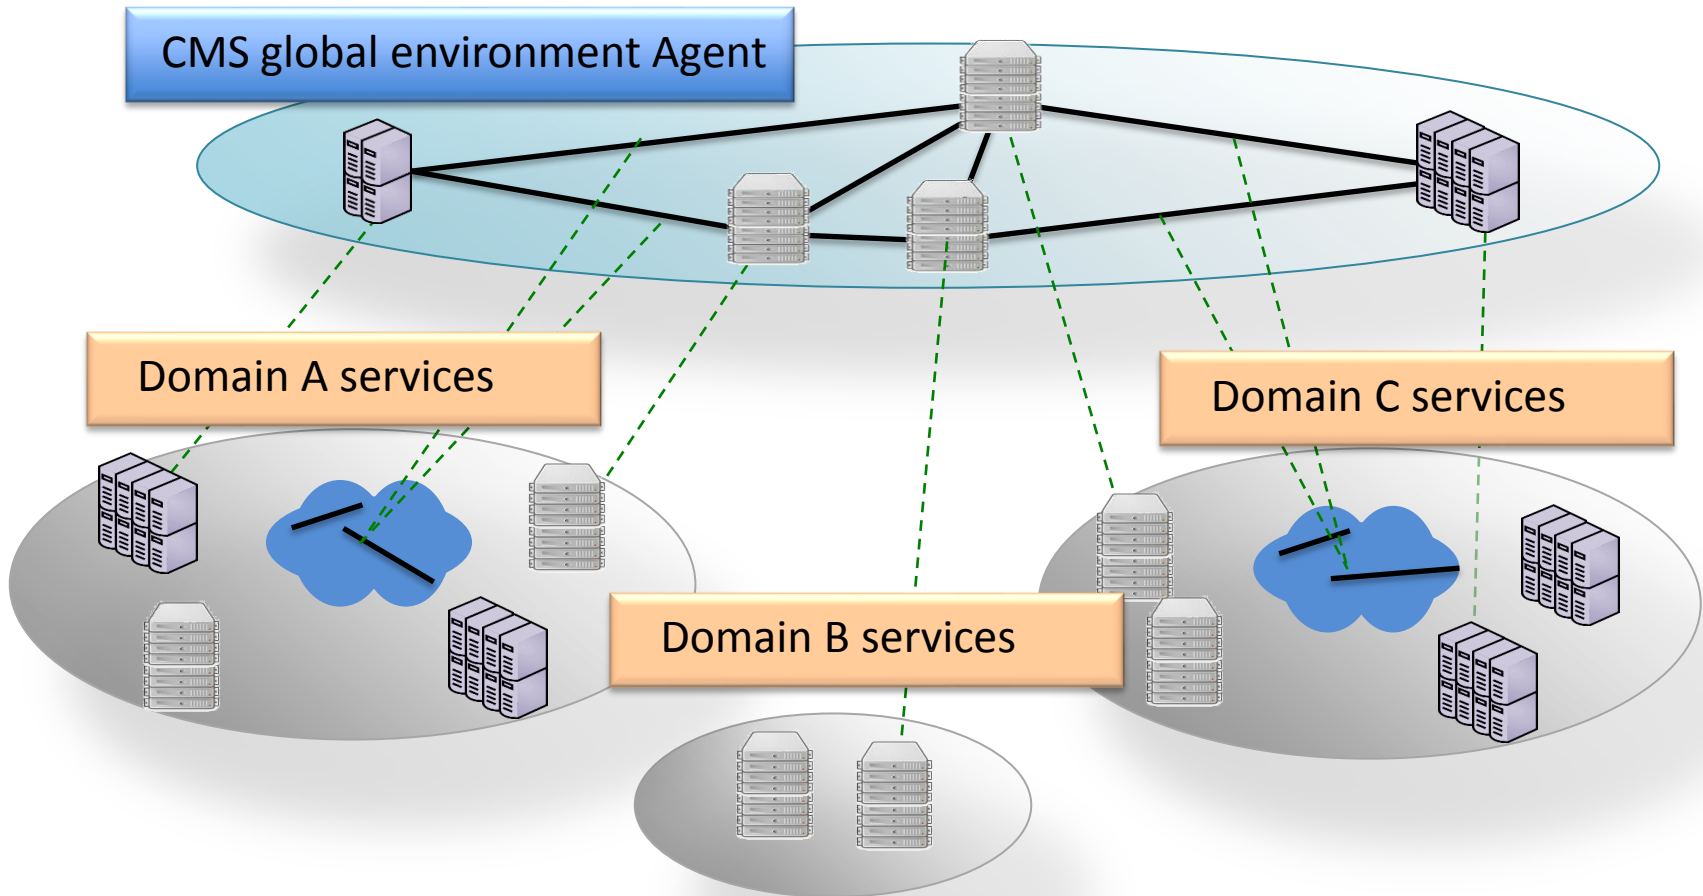 CMS global environment Agent
Domain A services
Domain C services
Domain B services